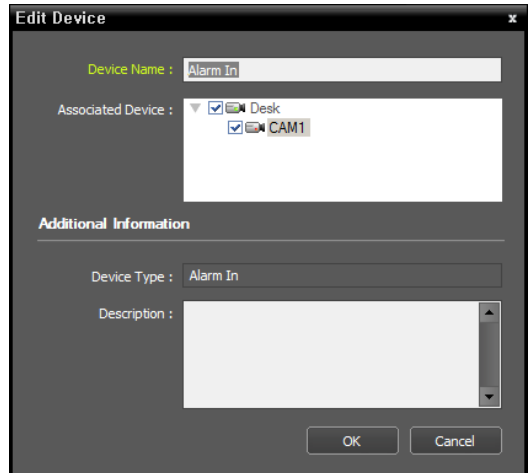 Edit Device x
Device Name : Alarm In
Associated Device : Desk
CAM1
Additional Information
Device Type : Alarm In
Description :
OK Cancel